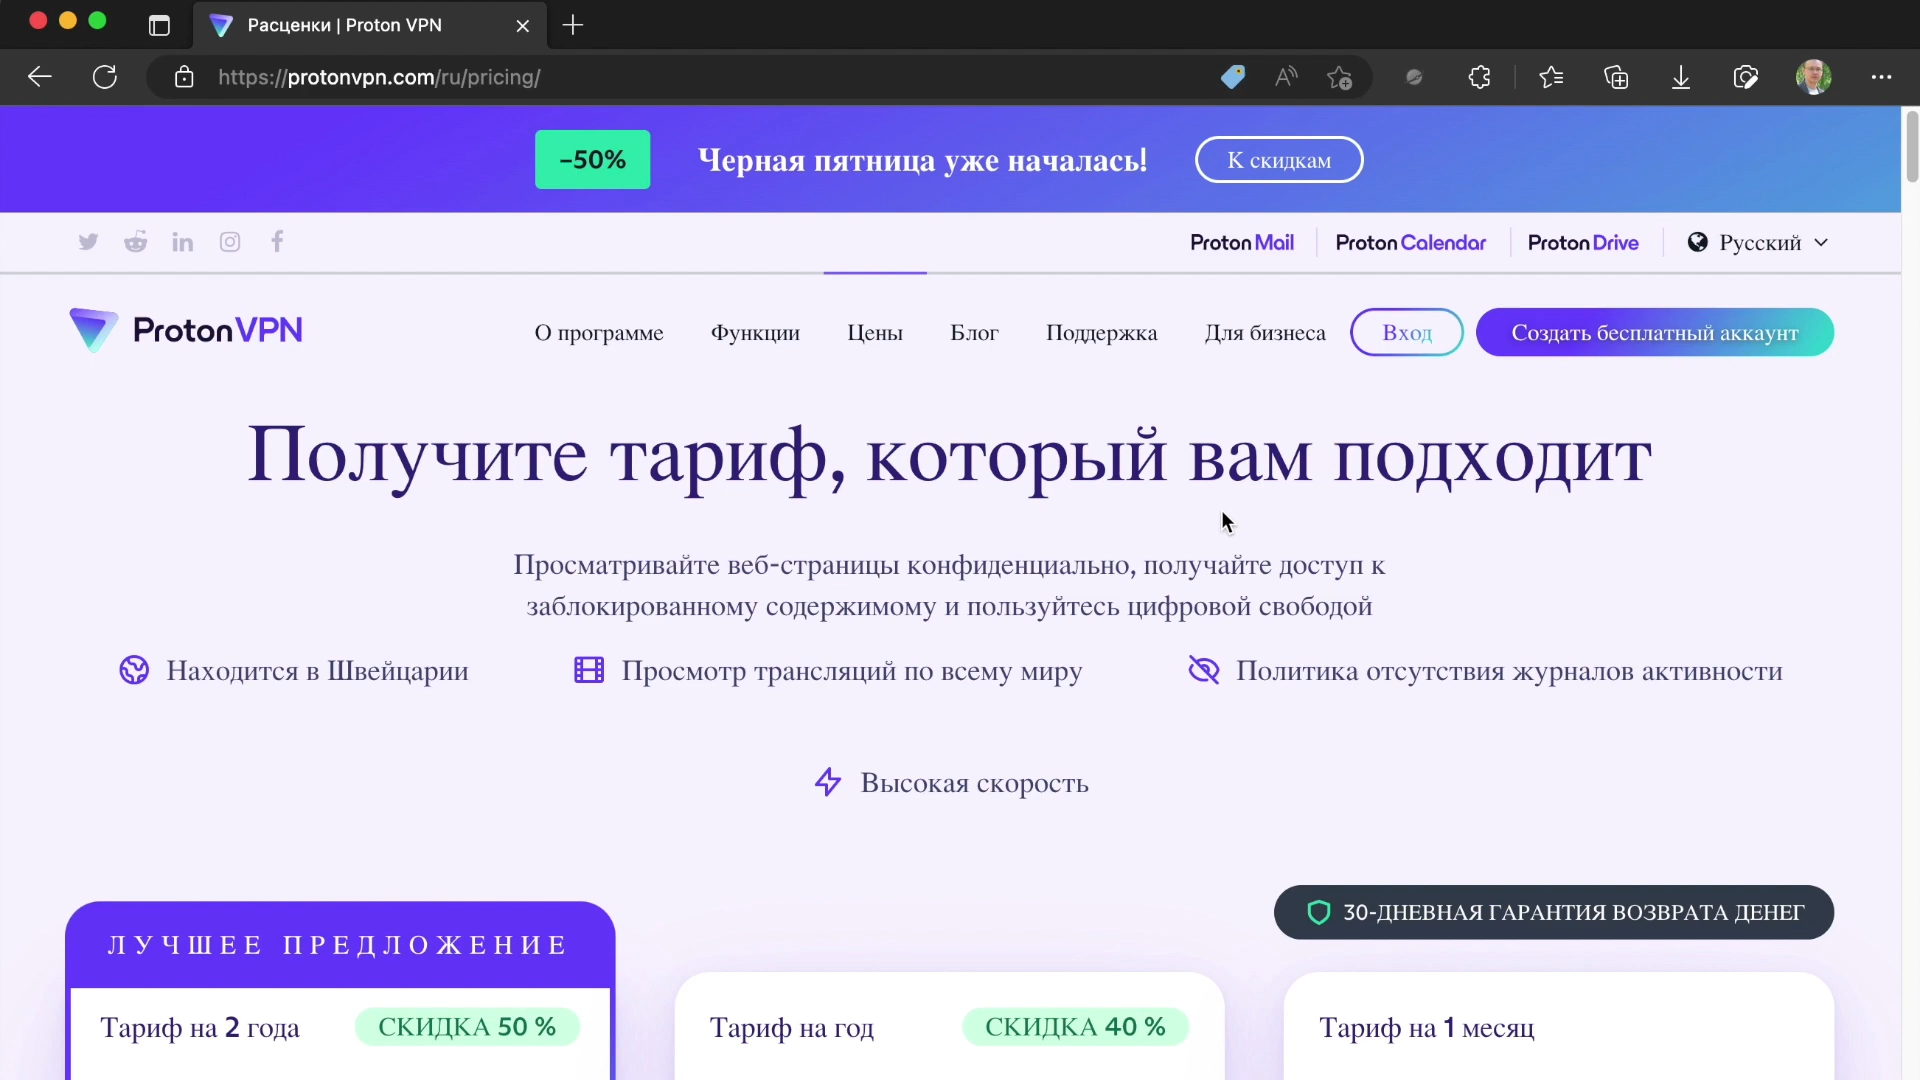 Расценки | Proton VPN
https://protonvpn.com/ru/pricing/
–50%
Черная пятница уже началась!
К скидкам
Proton Mail
Proton Calendar
Proton Drive
Русский
Proton VPN
О программе
Функции
Цены
Блог
Поддержка
Для бизнеса
Вход
Создать бесплатный аккаунт
Получите тариф, который вам подходит
Просматривайте веб-страницы конфиденциально, получайте доступ к
заблокированному содержимому и пользуйтесь цифровой свободой
Находится в Швейцарии
Просмотр трансляций по всему миру
Политика отсутствия журналов активности
Высокая скорость
30-ДНЕВНАЯ ГАРАНТИЯ ВОЗВРАТА ДЕНЕГ
ЛУЧШЕЕ ПРЕДЛОЖЕНИЕ
Тариф на 2 года
СКИДКА 50 %
Тариф на год
СКИДКА 40 %
Тариф на 1 месяц